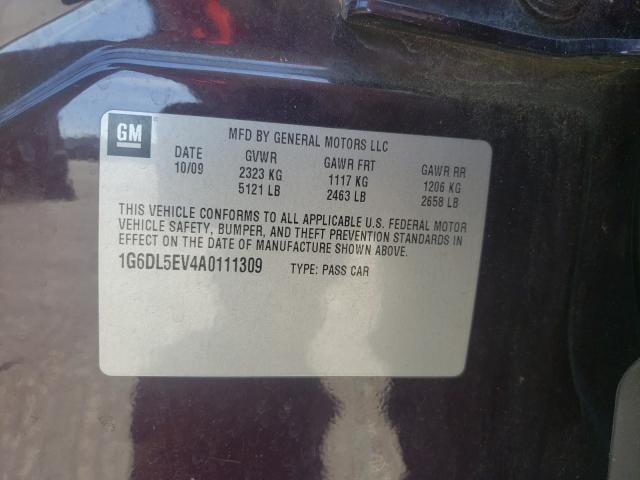 GM
MFD BY GENERAL MOTORS LLC
DATE GVWR GAWR FRT GAWR RR
10/09 2323 KG 1117 KG 1206 KG
5121 LB 2463 LB 2658 LB
THIS VEHICLE CONFORMS TO ALL APPLICABLE U.S. FEDERAL MOTOR
VEHICLE SAFETY, BUMPER, AND THEFT PREVENTION STANDARDS IN
EFFECT ON THE DATE OF MANUFACTURE SHOWN ABOVE.
1G6DL5EV4A0111309 TYPE: PASS CAR